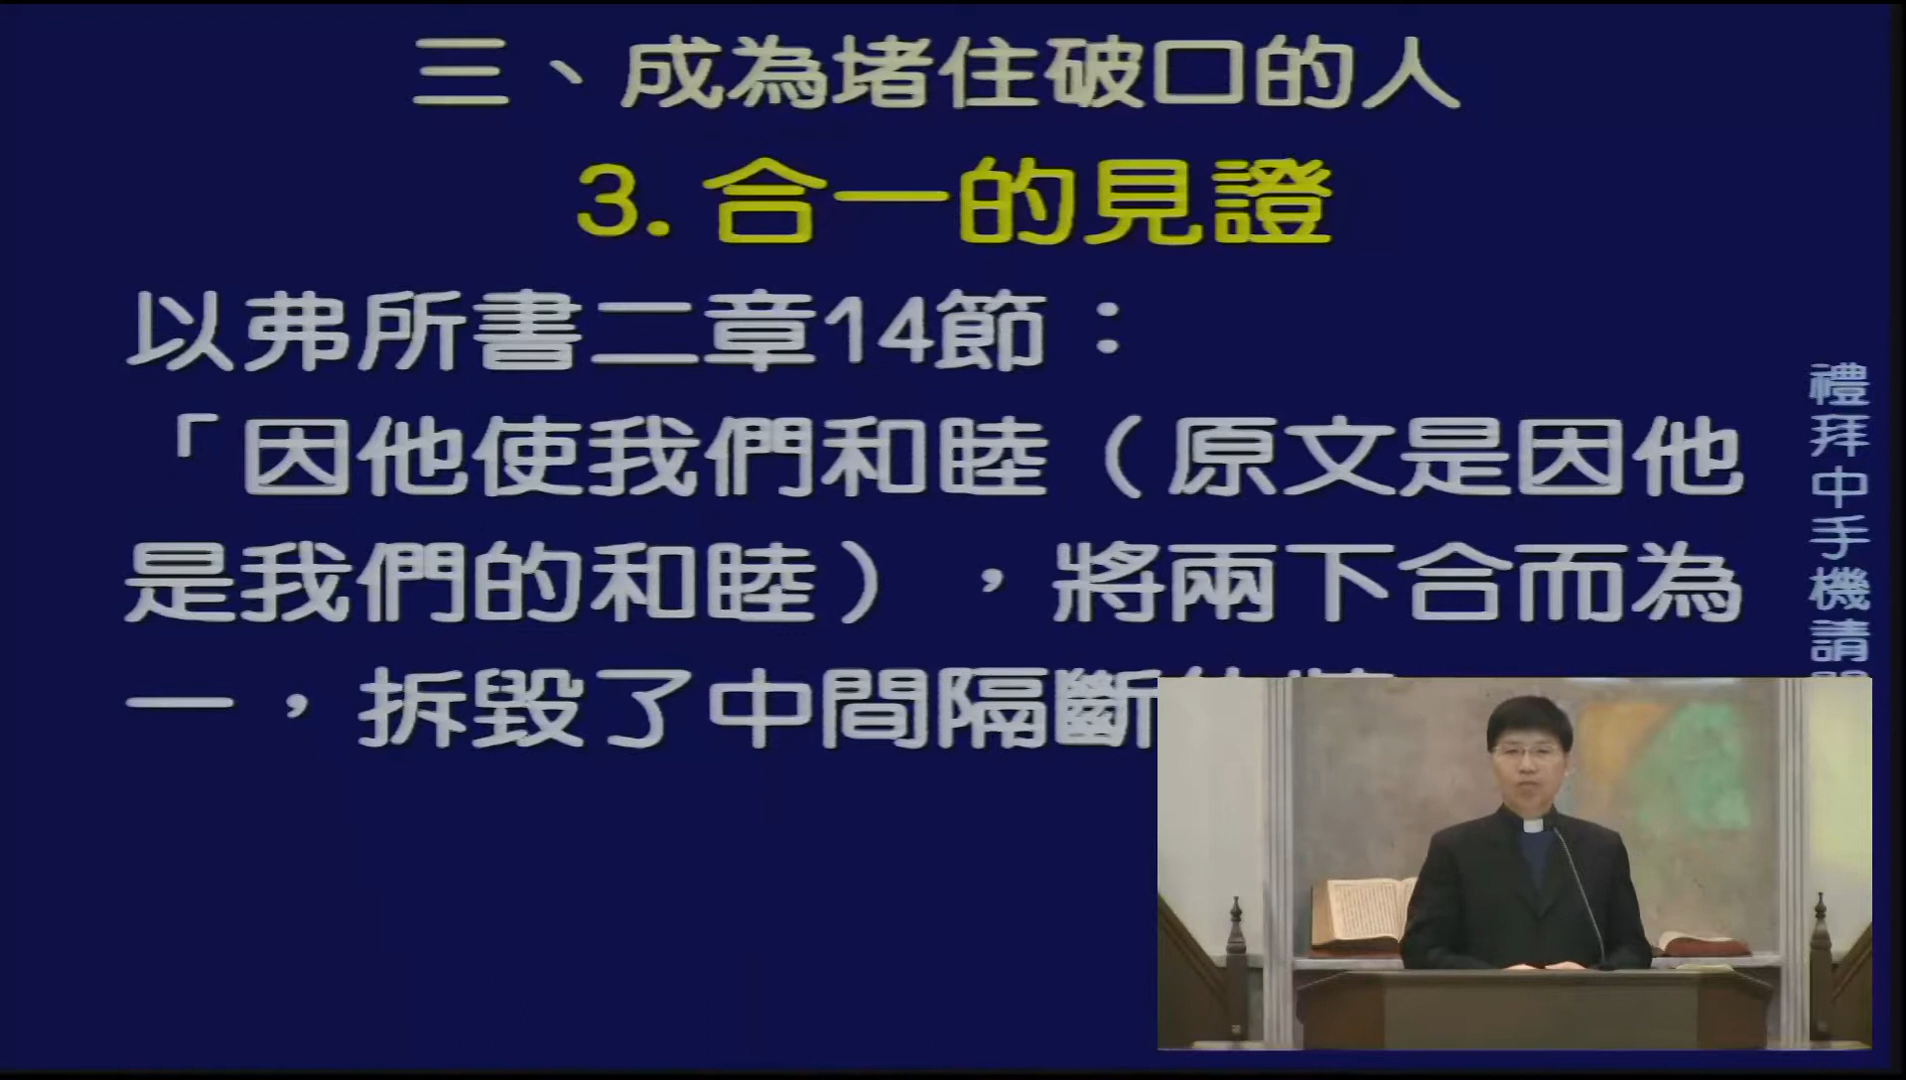 三、成為堵住破口的人
3. 合一的見證
以弗所書二章14節：
「因他使我們和睦（原文是因他
是我們的和睦），將兩下合而為
一，拆毀了中間隔斷
禮拜中手機請